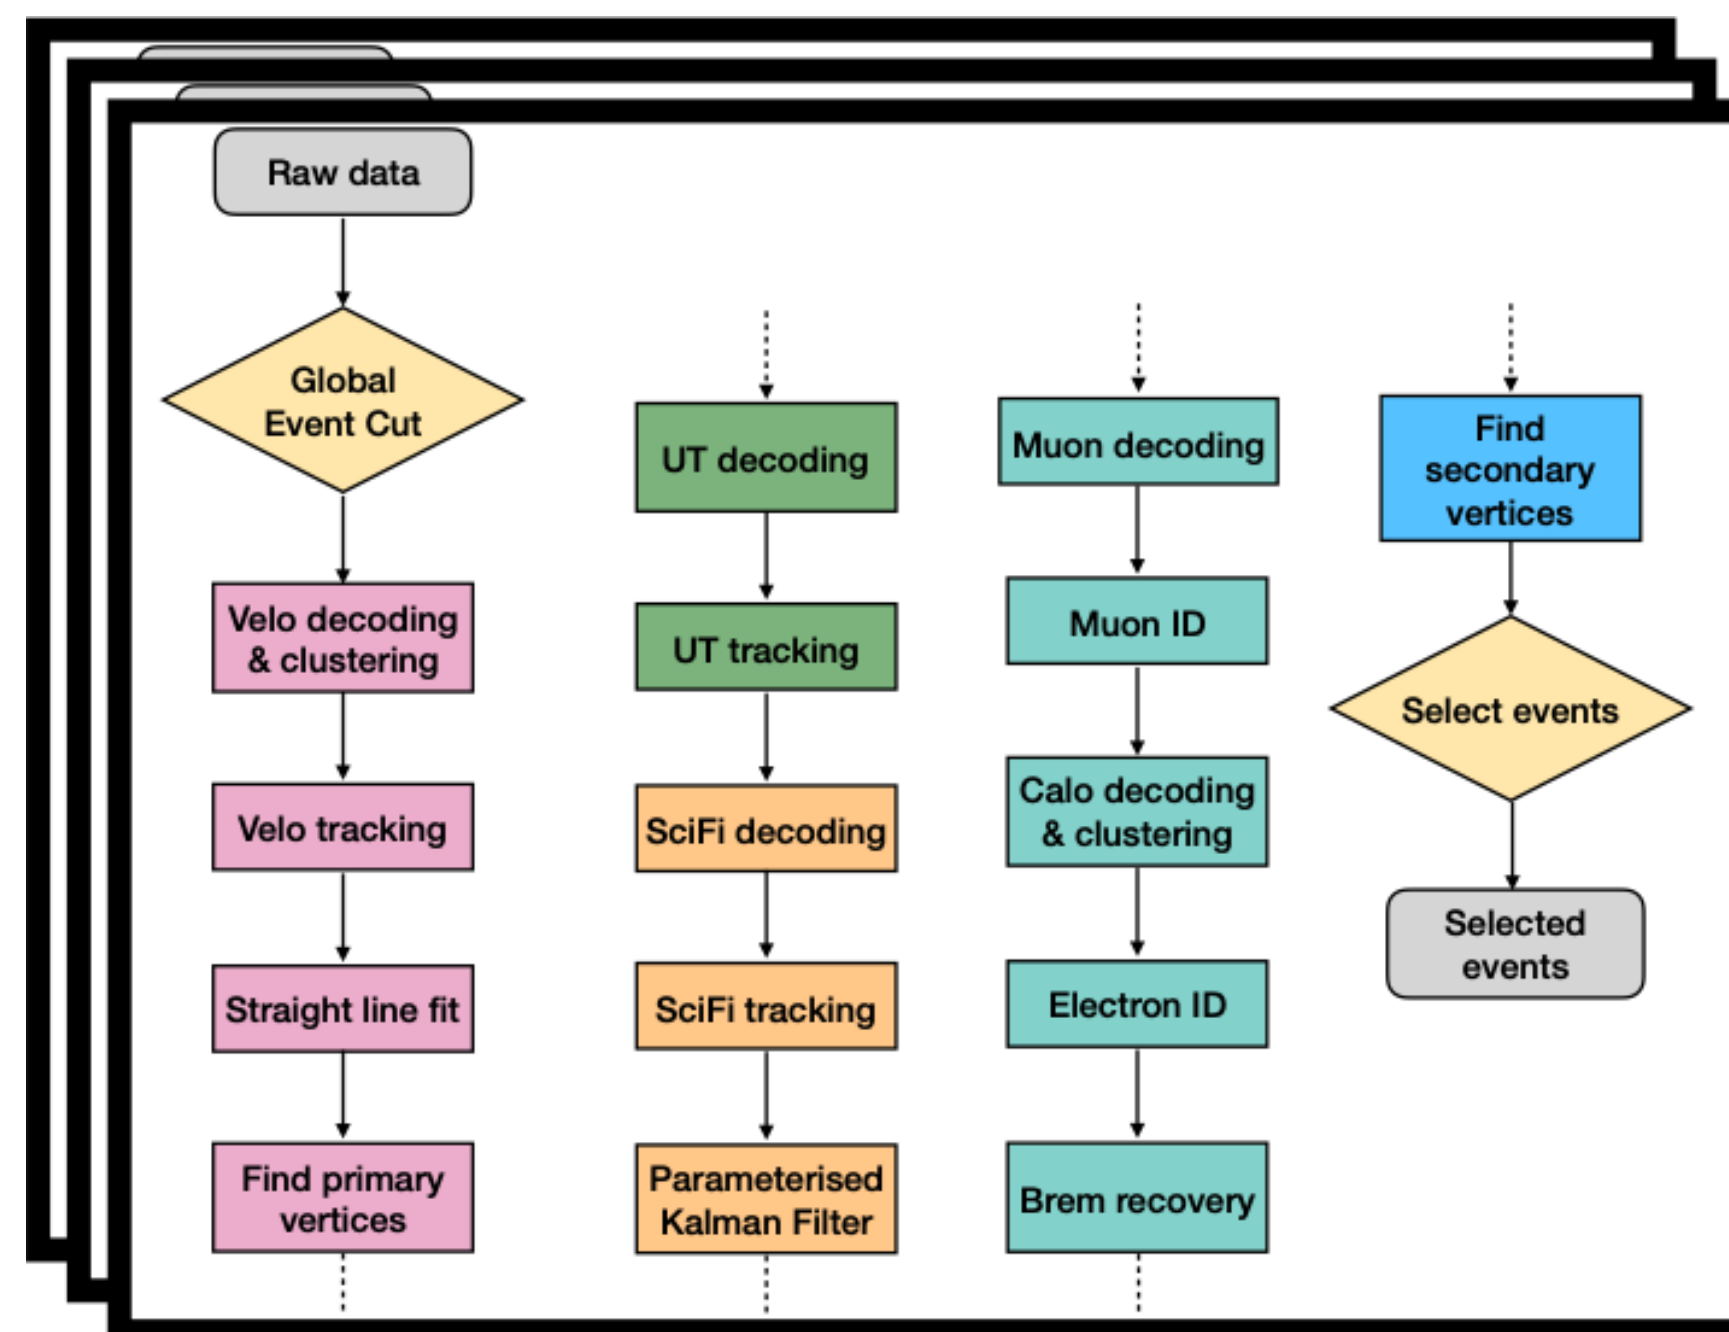 Raw data
Global
Event Cut
Velo decoding
& clustering
Velo tracking
Straight line fit
Find primary
vertices
UT decoding
UT tracking
SciFi decoding
SciFi tracking
Parameterised
Kalman Filter
Muon decoding
Muon ID
Calo decoding
& clustering
Electron ID
Brem recovery
Find
secondary
vertices
Select events
Selected
events